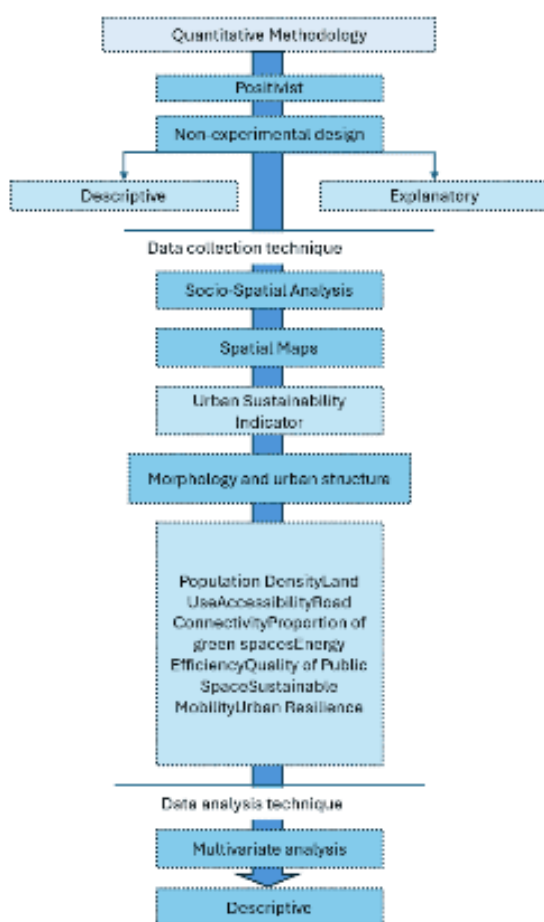 Quantitative Methodology
Positivist
Non-experimental design
Descriptive
Explanatory
Data collection technique
Socio-Spatial Analysis
Spatial Maps
Urban Sustainability
Indicator
Morphology and urban structure
Population DensityLand
UseAccessibilityRoad
ConnectivityProportion of
green spacesEnergy
EfficiencyQuality of Public
SpaceSustainable
MobilityUrban Resilience
Data analysis technique
Multivariate analysis
Descriptive